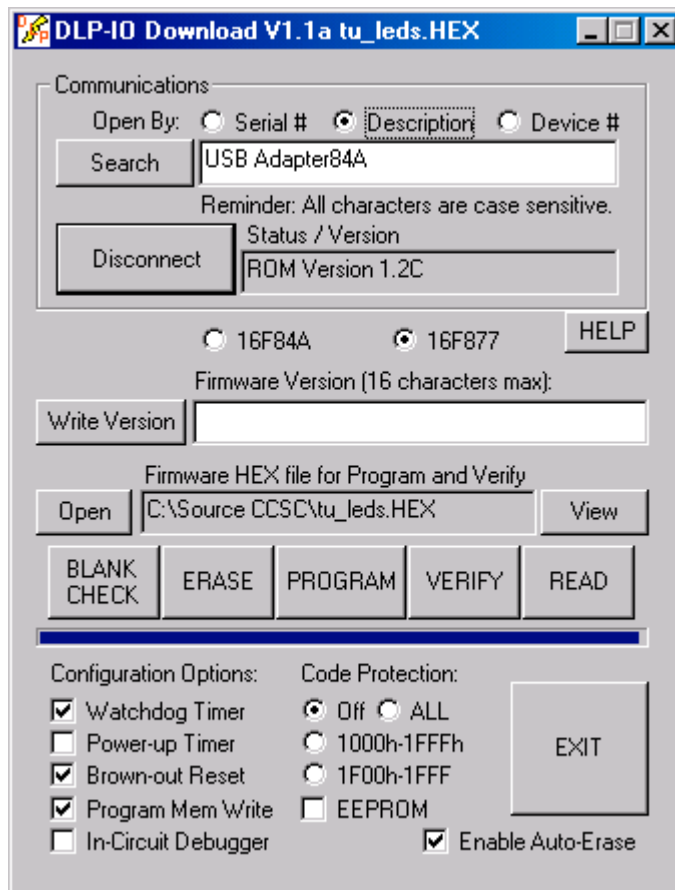 DLP-IO Download V1.1a tu_leds.HEX
Communications
Open By: Serial # Description Device #
Search USB Adapter84A
Reminder: All characters are case sensitive.
Status / Version
Disconnect ROM Version 1.2C
16F84A 16F877 HELP
Firmware Version (16 characters max):
Write Version
Firmware HEX file for Program and Verify
Open C:\Source CCSC\tu_leds.HEX View
BLANK CHECK ERASE PROGRAM VERIFY READ
Configuration Options: Code Protection:
Watchdog Timer Off ALL
Power-up Timer 1000h-1FFFh EXIT
Brown-out Reset 1F00h-1FFF
Program Mem Write EEPROM
In-Circuit Debugger Enable Auto-Erase